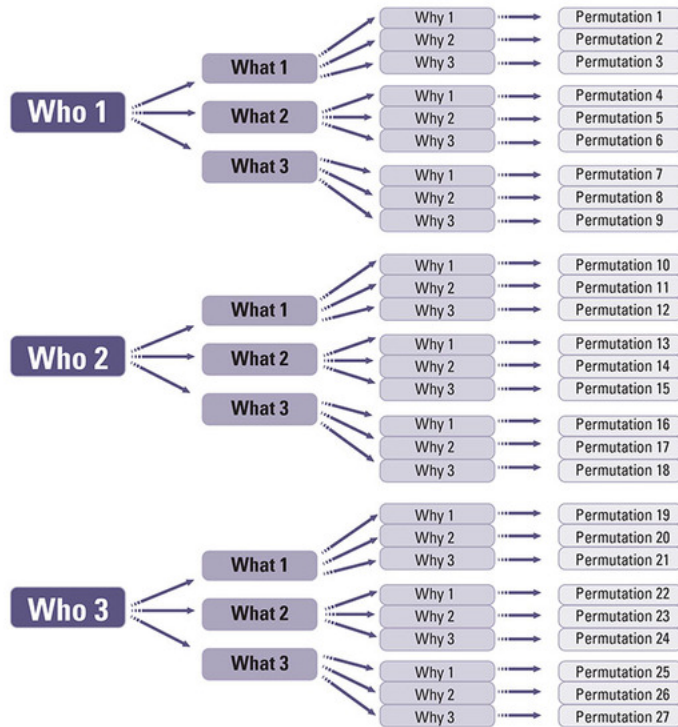 Who 1
What 1
Why 1 Permutation 1
Why 2 Permutation 2
Why 3 Permutation 3
What 2
Why 1 Permutation 4
Why 2 Permutation 5
Why 3 Permutation 6
What 3
Why 1 Permutation 7
Why 2 Permutation 8
Why 3 Permutation 9
Who 2
What 1
Why 1 Permutation 10
Why 2 Permutation 11
Why 3 Permutation 12
What 2
Why 1 Permutation 13
Why 2 Permutation 14
Why 3 Permutation 15
What 3
Why 1 Permutation 16
Why 2 Permutation 17
Why 3 Permutation 18
Who 3
What 1
Why 1 Permutation 19
Why 2 Permutation 20
Why 3 Permutation 21
What 2
Why 1 Permutation 22
Why 2 Permutation 23
Why 3 Permutation 24
What 3
Why 1 Permutation 25
Why 2 Permutation 26
Why 3 Permutation 27